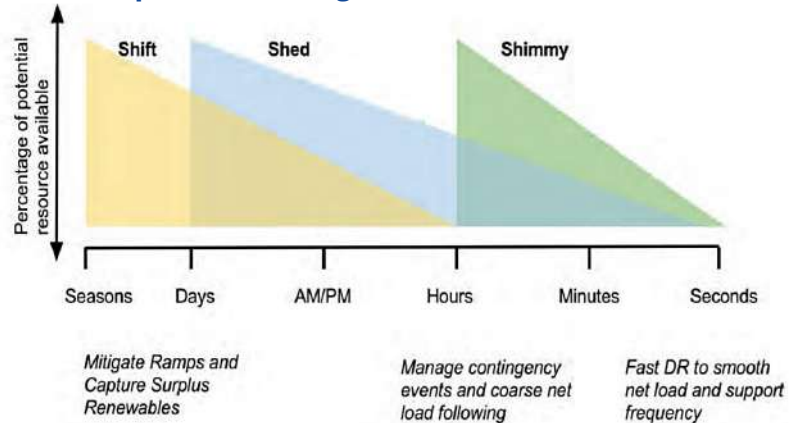 Shift
Shed
Shimmy
Percentage of potential
resource available
Seasons
Days
AM/PM
Hours
Minutes
Seconds
Mitigate Ramps and
Capture Surplus
Renewables
Manage contingency
events and coarse net
load following
Fast DR to smooth
net load and support
frequency